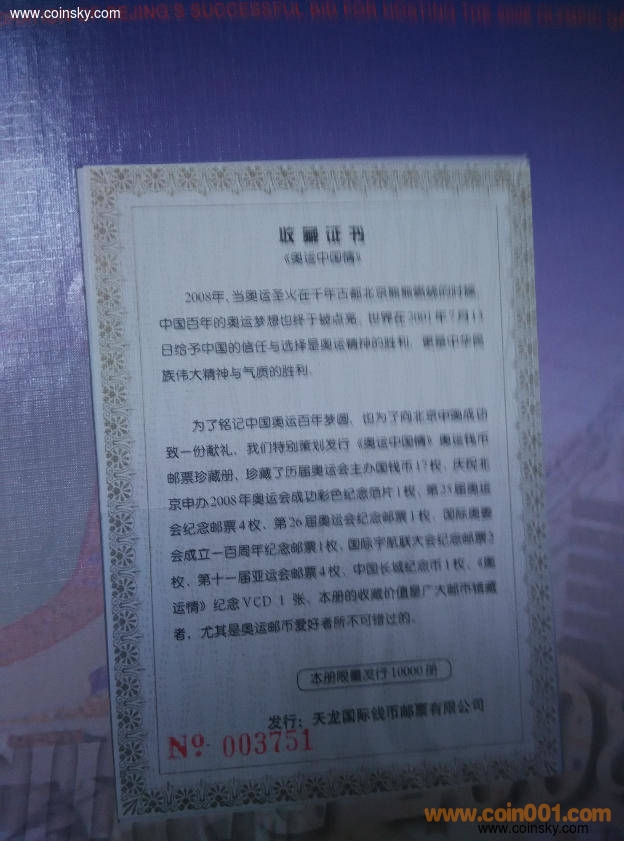 www.coinsky.com
BEIJING'S SUCCESSFUL BID FOR HOSTING THE 2008 OLYMPIC
收藏证书
《奥运中国情》
2008年、当奥运圣火在千年古都北京熊熊燃烧的时候
中国百年的奥运梦想也终于被点亮、世界在2001年7月13
日给予中国的信任与选择是奥运精神的胜利、更是中华民
族伟大精神与气质的胜利.
为了铭记中国奥运百年梦圆、也为了向北京申奥成功
致一份献礼、我们特别策划发行《奥运中国情》奥运钱币
邮票珍藏册、珍藏了历届奥运会主办国钱币17枚、庆祝北
京申办2008年奥运会成功彩色纪念 片1枚、第25届奥运
会纪念邮票4枚、第26届奥运会纪念邮票1枚、国际奥委
会成立一百周年纪念邮票1枚、国际宇航联大会纪念邮票2
枚、第十一届亚运会邮票4枚、中国长城纪念币1枚、《奥
运情》纪念VCD 1 张、本册的收藏价值是广大邮币储藏
者，尤其是奥运邮币爱好者所不可错过的、
本册限量发行10000册
发行：天龙国际钱币邮票有限公司
No. 003751
www.coin001.com
www.coinsky.com